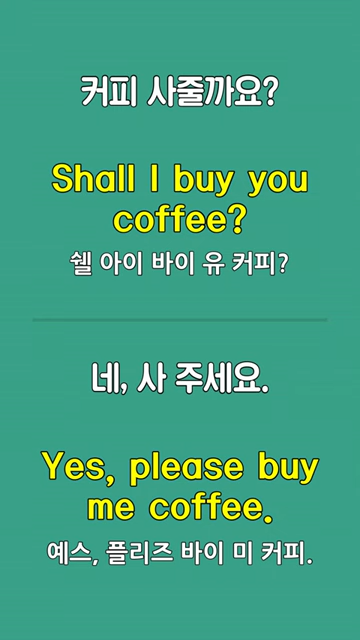 커피 사줄까요?
Shall I buy you
coffee?
쉘 아이 바이 유 커피?
네, 사 주세요.
Yes, please buy
me coffee.
예스, 플리즈 바이 미 커피.